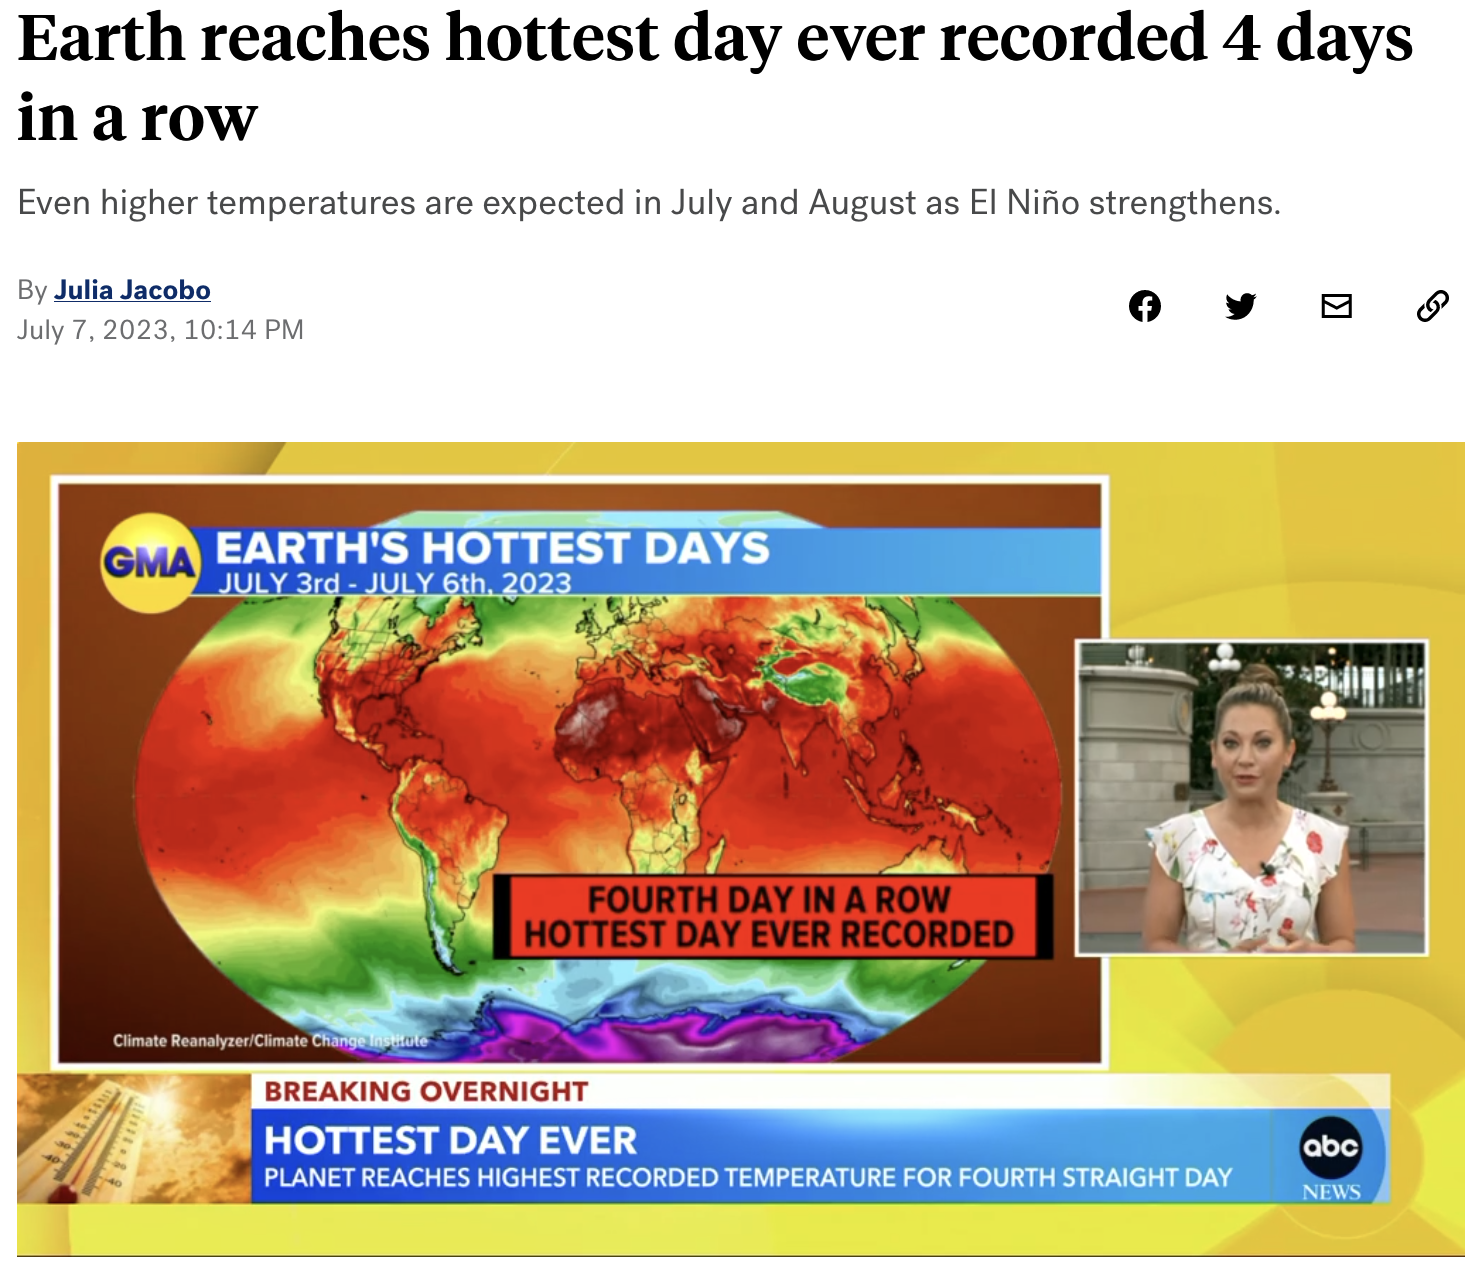 Earth reaches hottest day ever recorded 4 days
in a row
Even higher temperatures are expected in July and August as El Niño strengthens.
By Julia Jacobo
July 7, 2023, 10:14 PM
GMA
EARTH'S HOTTEST DAYS
JULY 3rd - JULY 6th, 2023
FOURTH DAY IN A ROW
HOTTEST DAY EVER RECORDED
Climate Reanalyzer/Climate Change Institute
BREAKING OVERNIGHT
HOTTEST DAY EVER
PLANET REACHES HIGHEST RECORDED TEMPERATURE FOR FOURTH STRAIGHT DAY
abc
NEWS